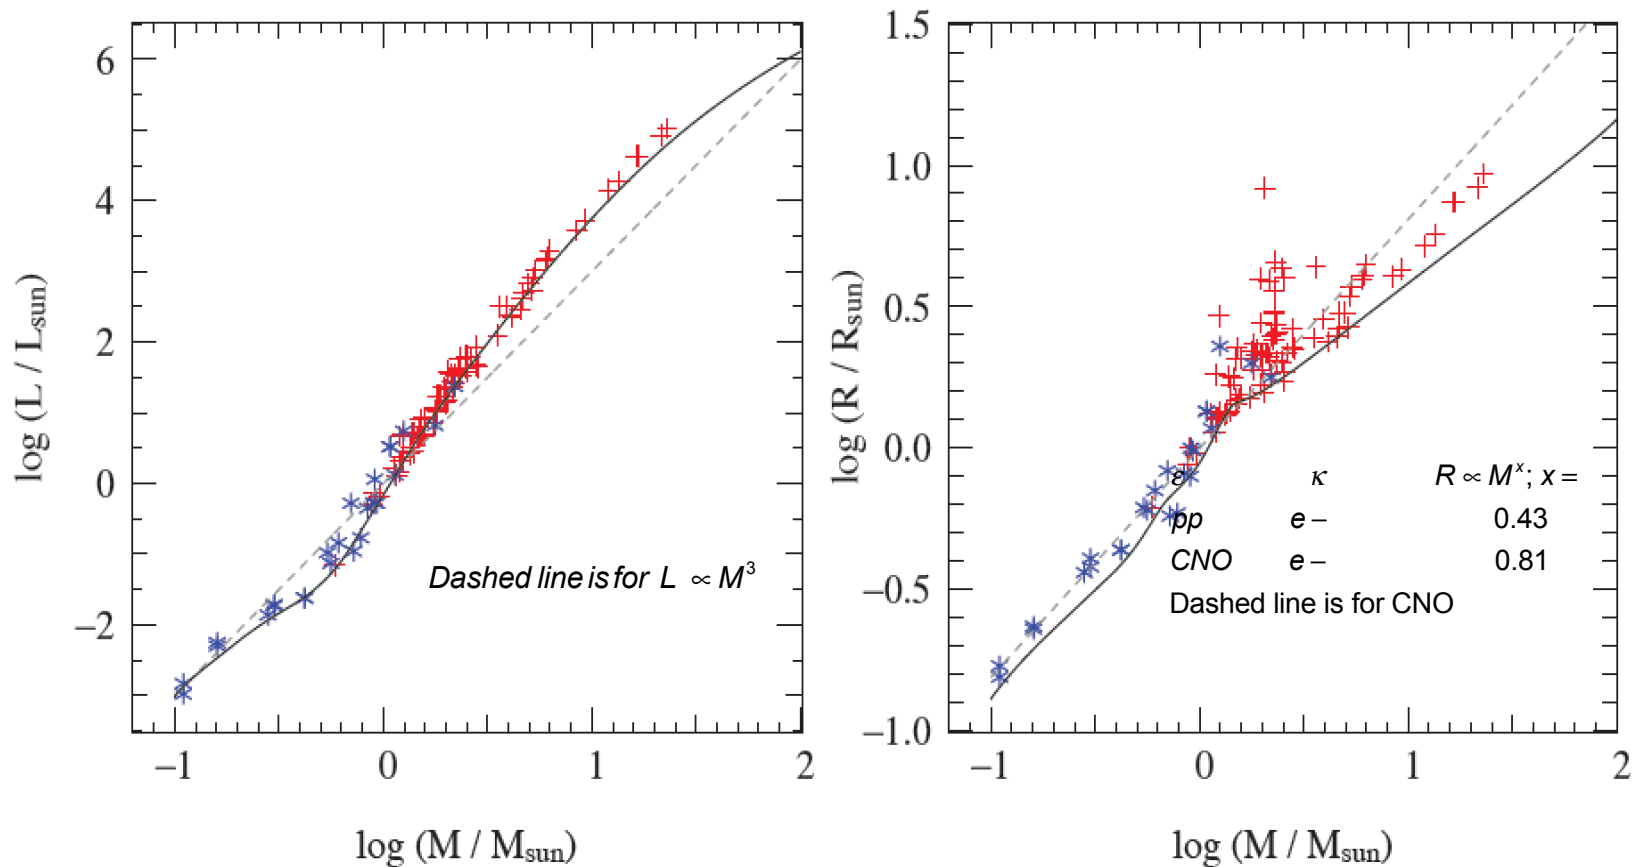 log (L / Lsun)
6
4
2
0
−2
−1 0 1 2
log (M / Msun)
Dashed line is for L ∝ M³
log (R / Rsun)
1.5
1.0
0.5
0.0
−0.5
−1.0
−1 0 1 2
log (M / Msun)
ε κ R ∝ Mˣ; x =
pp e − 0.43
CNO e − 0.81
Dashed line is for CNO